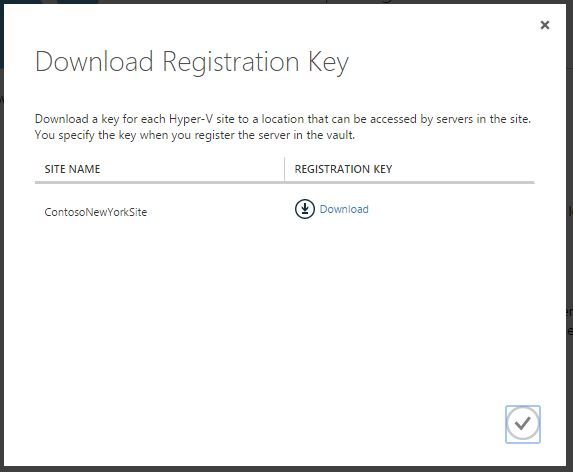 Download Registration Key
Download a key for each Hyper-V site to a location that can be accessed by servers in the site.
You specify the key when you register the server in the vault.
SITE NAME REGISTRATION KEY
ContosoNewYorkSite Download